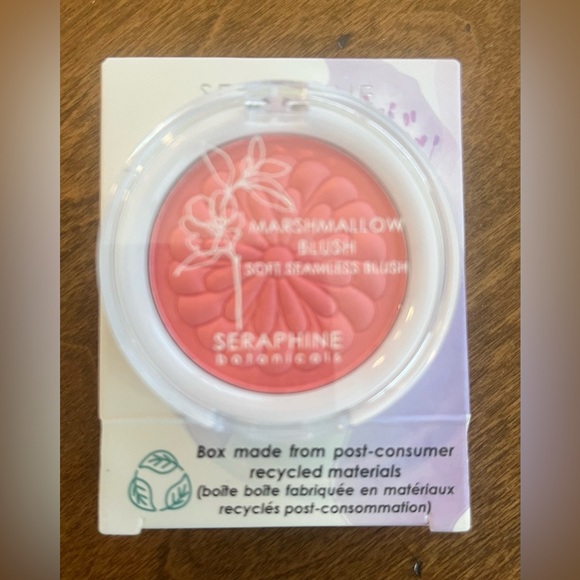 MARSHMALLOW
BLUSH
SOFT SEAMLESS BLUSH
SERAPHINE
botanicals
Box made from post-consumer
recycled materials
(boîte boîte fabriquée en matériaux
recyclés post-consommation)